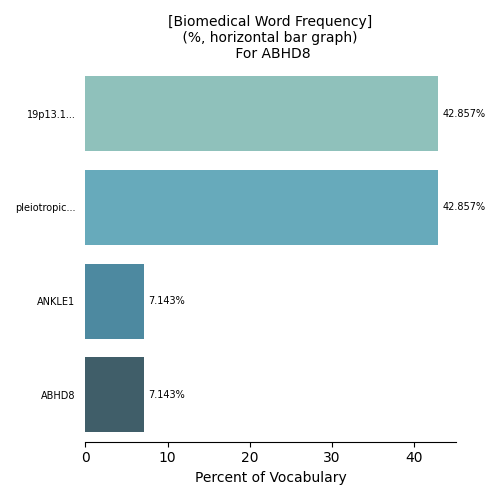 [Biomedical Word Frequency]
(%, horizontal bar graph)
For ABHD8
19p13.1...
42.857%
pleiotropic...
42.857%
ANKLE1
7.143%
ABHD8
7.143%
0 10 20 30 40
Percent of Vocabulary